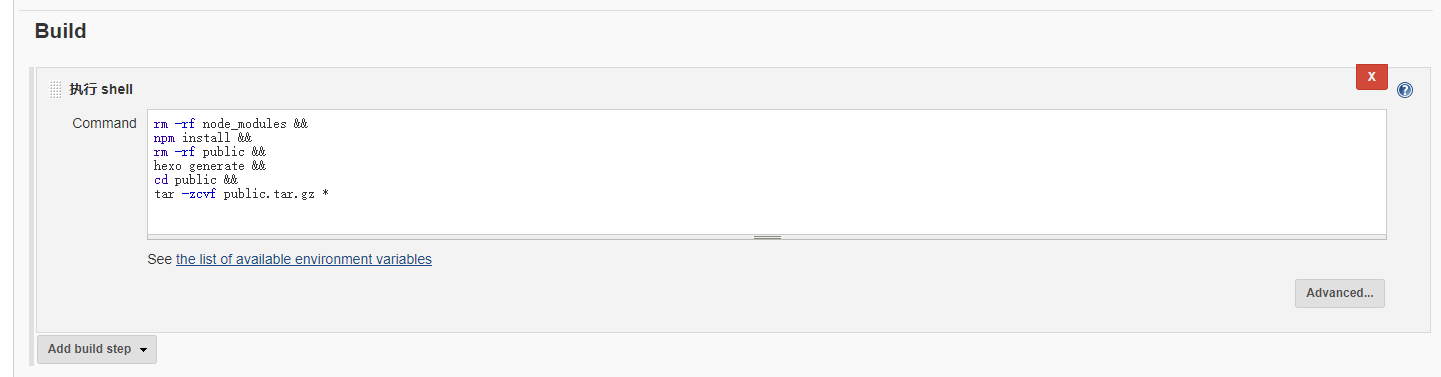 Build
执行 shell
X
?
Command
rm -rf node_modules &&
npm install &&
rm -rf public &&
hexo generate &&
cd public &&
tar -zcvf public.tar.gz *
See the list of available environment variables
Advanced...
Add build step